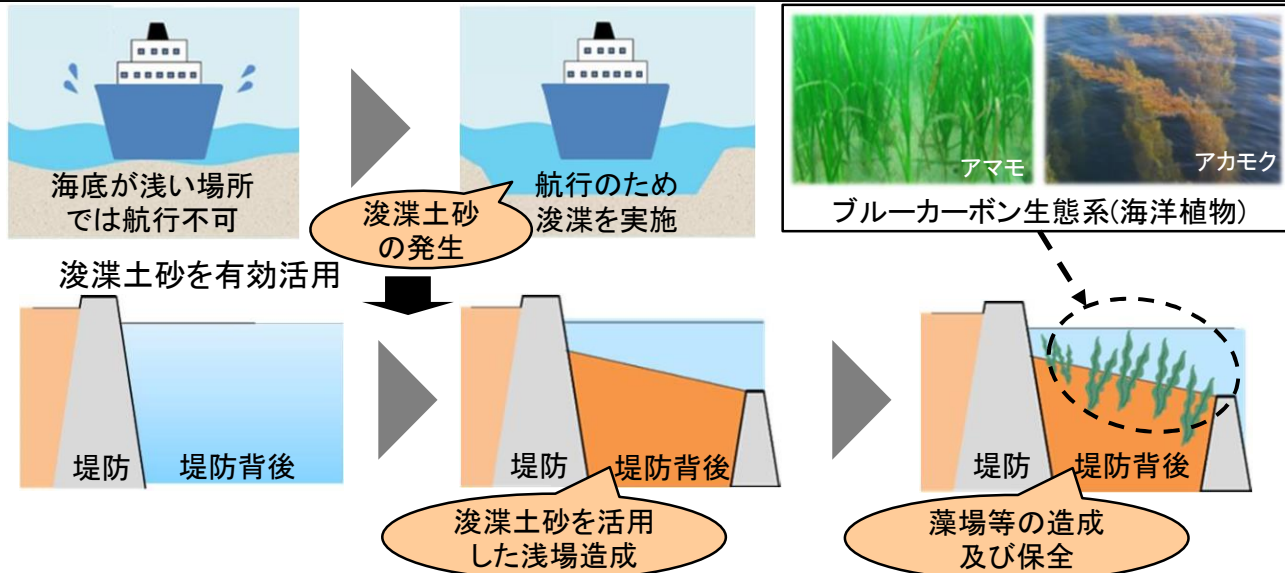 海底が浅い場所
では航行不可
浚渫土砂
の発生
航行のため
浚渫を実施
アマモ
アカモク
ブルーカーボン生態系(海洋植物)
浚渫土砂を有効活用
堤防
堤防背後
堤防
堤防背後
浚渫土砂を活用
した浅場造成
堤防
堤防背後
藻場等の造成
及び保全